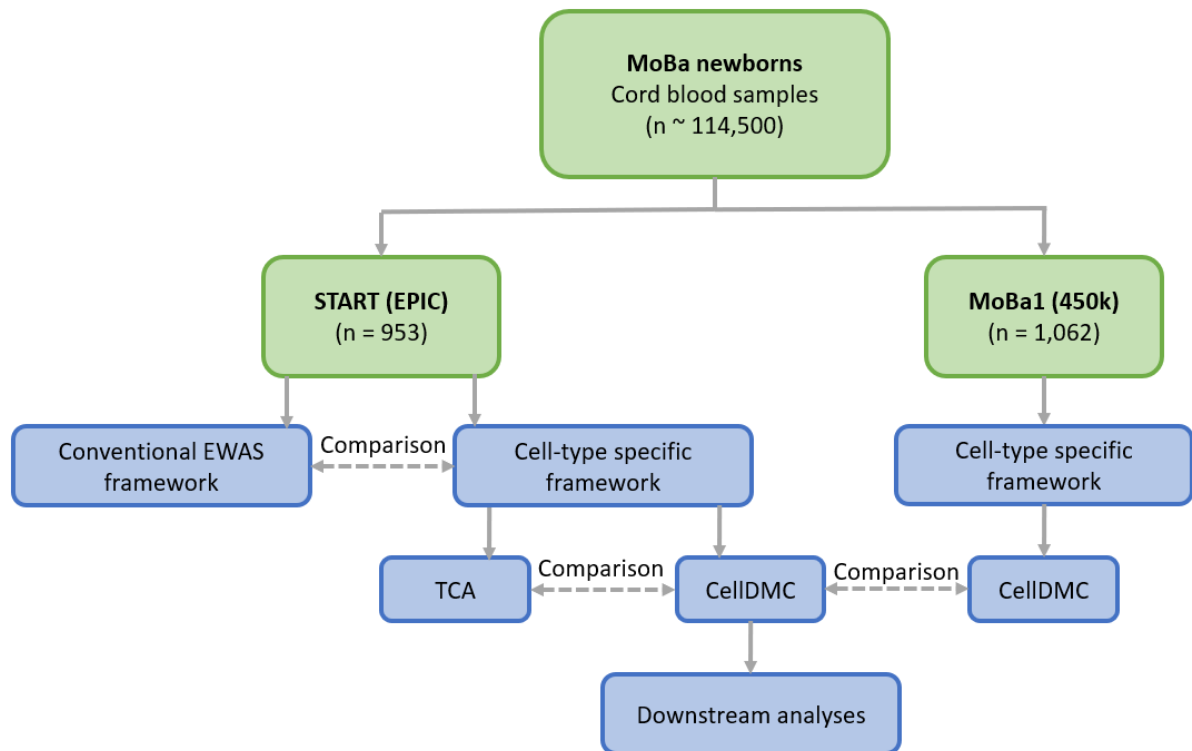 MoBa newborns
Cord blood samples
(n ~ 114,500)
START (EPIC)
(n = 953)
MoBa1 (450k)
(n = 1,062)
Conventional EWAS
framework
Comparison
Cell-type specific
framework
Cell-type specific
framework
TCA
Comparison
CellDMC
Comparison
CellDMC
Downstream analyses